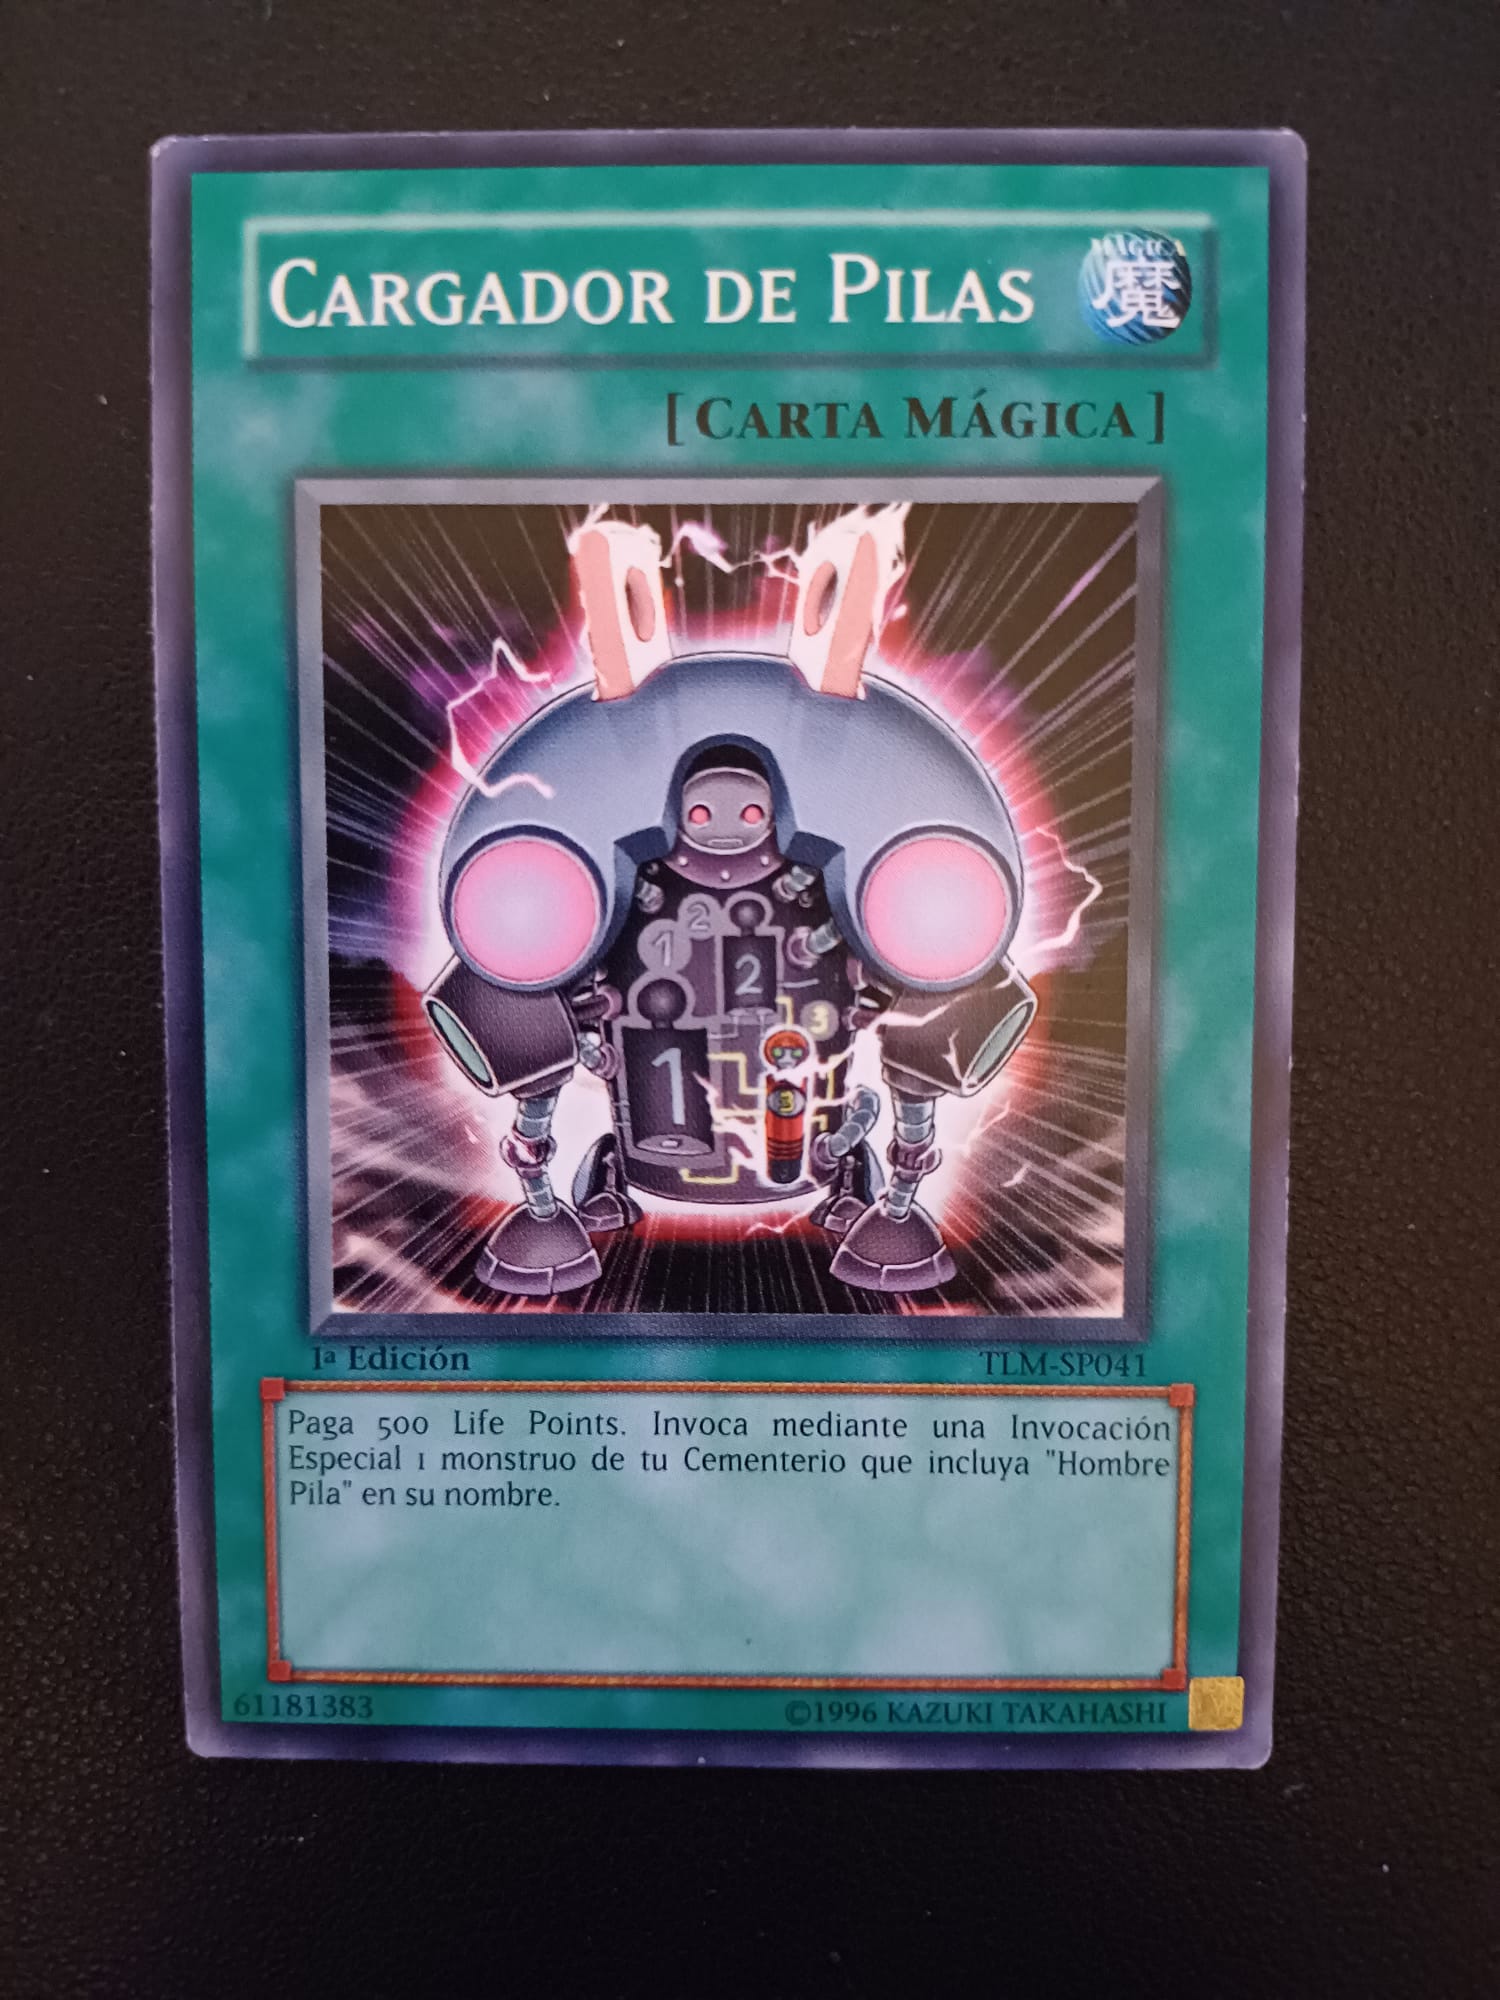 CARGADOR DE PILAS
MÁGICA
魔
[CARTA MÁGICA]
2
1
2
3
1
3
1ª Edición
TLM-SP041
Paga 500 Life Points. Invoca mediante una Invocación
Especial 1 monstruo de tu Cementerio que incluya "Hombre
Pila" en su nombre.
61181383
©1996 KAZUKI TAKAHASHI